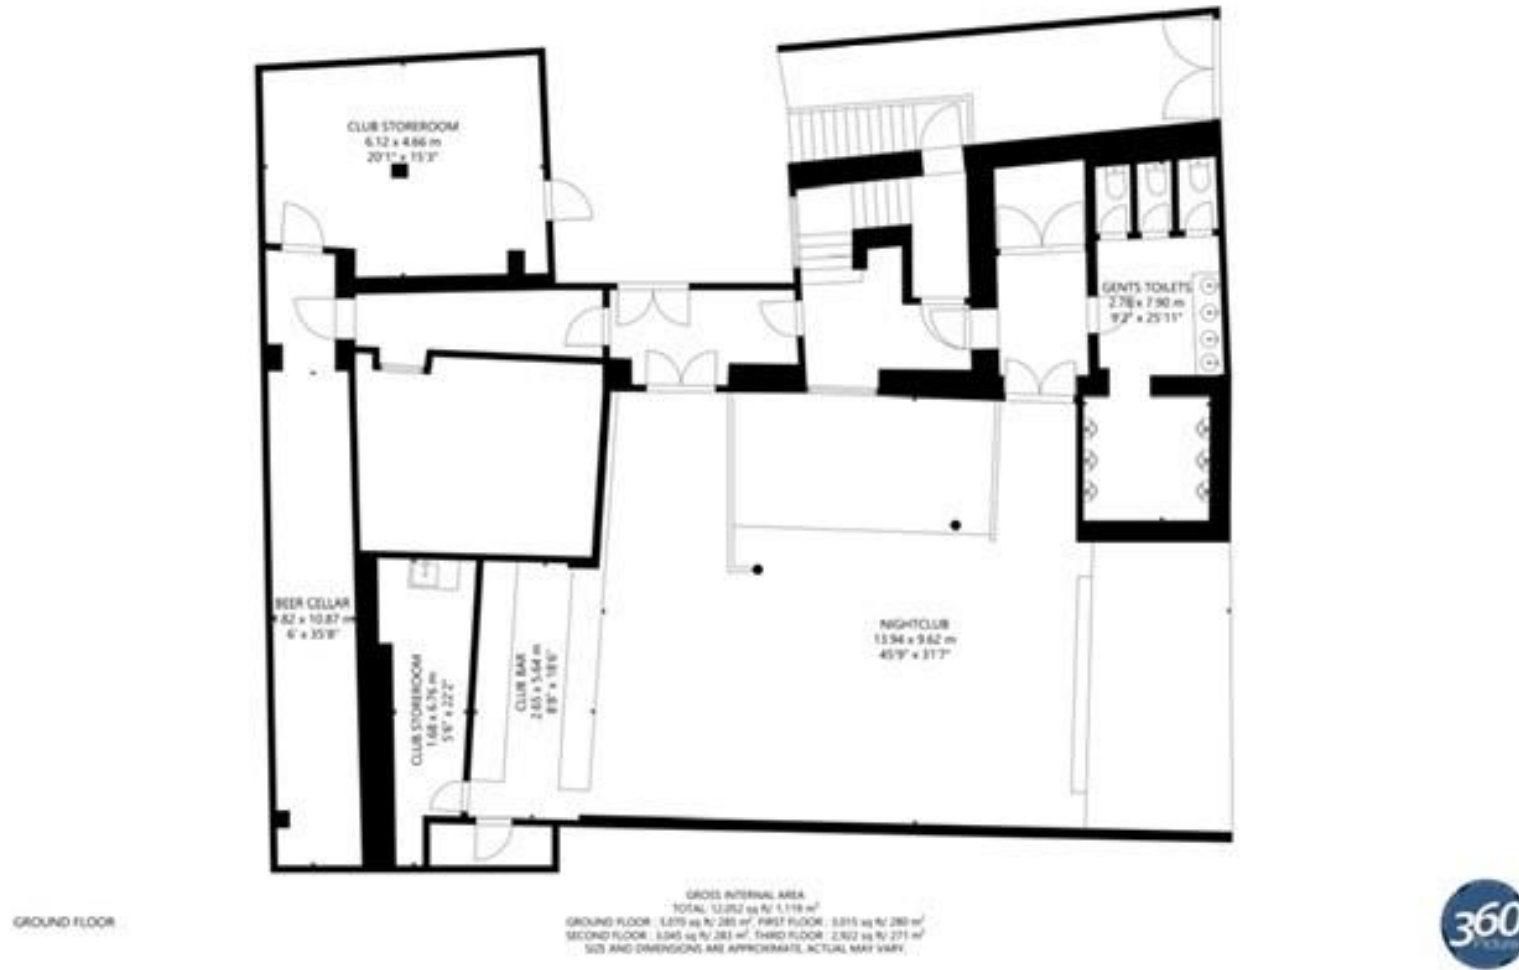 CLUB STOREROOM
6.12 x 4.66 m
20'1" x 15'3"
GENTS TOILETS
2.78 x 7.90 m
9'2" x 25'11"
BEER CELLAR
.82 x 10.87 m
6' x 35'8"
CLUB STOREROOM
1.68 x 6.76 m
5'6" x 22'2"
CLUB BAR
2.65 x 5.64 m
8'8" x 18'6"
NIGHTCLUB
13.94 x 9.62 m
45'9" x 31'7"
GROUND FLOOR
GROSS INTERNAL AREA
TOTAL: 12,052 sq ft/ 1,119 m²
GROUND FLOOR : 3,070 sq ft/ 285 m², FIRST FLOOR : 3,015 sq ft/ 280 m²
SECOND FLOOR : 3,045 sq ft/ 283 m², THIRD FLOOR : 2,922 sq ft/ 271 m²
SIZE AND DIMENSIONS ARE APPROXIMATE, ACTUAL MAY VARY.
360